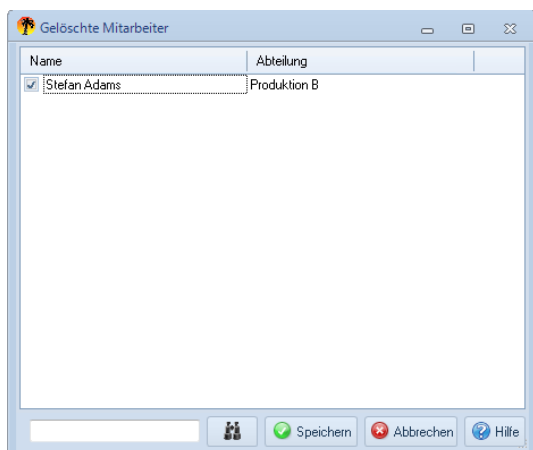 Gelöschte Mitarbeiter
Name Abteilung
Stefan Adams Produktion B
Speichern Abbrechen Hilfe